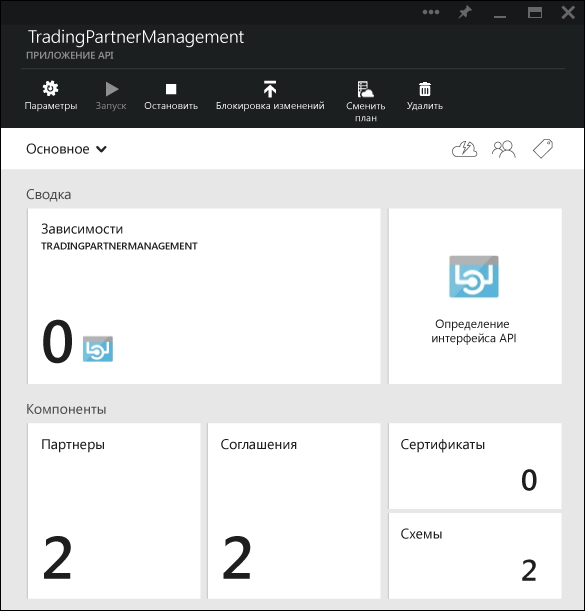 TradingPartnerManagement
ПРИЛОЖЕНИЕ API
Параметры
Запуск
Остановить
Блокировка изменений
Сменить
план
Удалить
Основное
Сводка
Зависимости
TRADINGPARTNERMANAGEMENT
0
Определение
интерфейса API
Компоненты
Партнеры
2
Соглашения
2
Сертификаты
0
Схемы
2